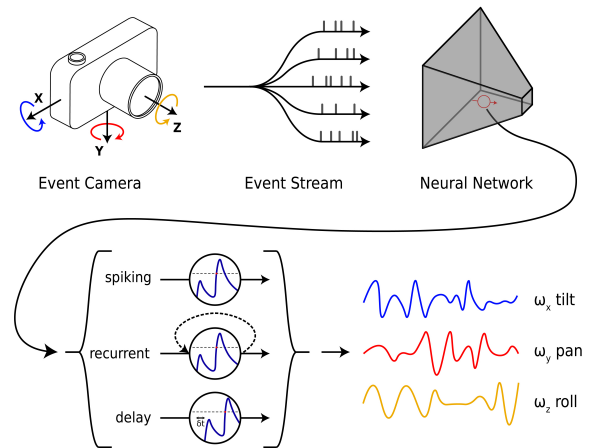 X
Y
Z
Event Camera
Event Stream
Neural Network
spiking
recurrent
delay
δt
ωx tilt
ωy pan
ωz roll